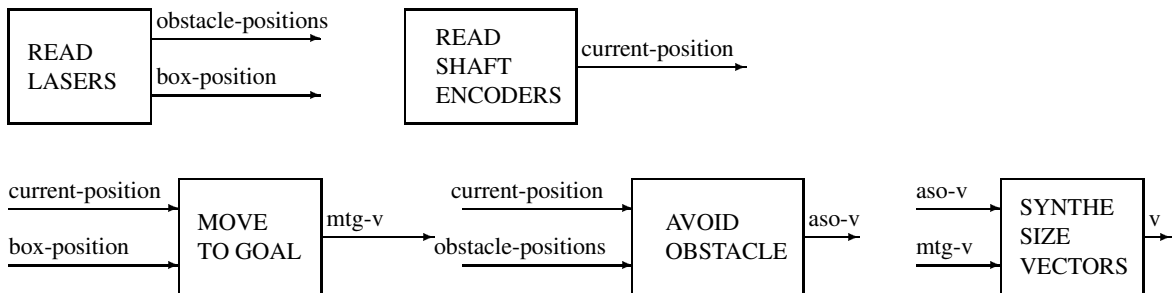 obstacle-positions
READ
LASERS
box-position
READ
SHAFT
ENCODERS
current-position
current-position
box-position
MOVE
TO GOAL
mtg-v
current-position
obstacle-positions
AVOID
OBSTACLE
aso-v
aso-v
mtg-v
SYNTHE
SIZE
VECTORS
v